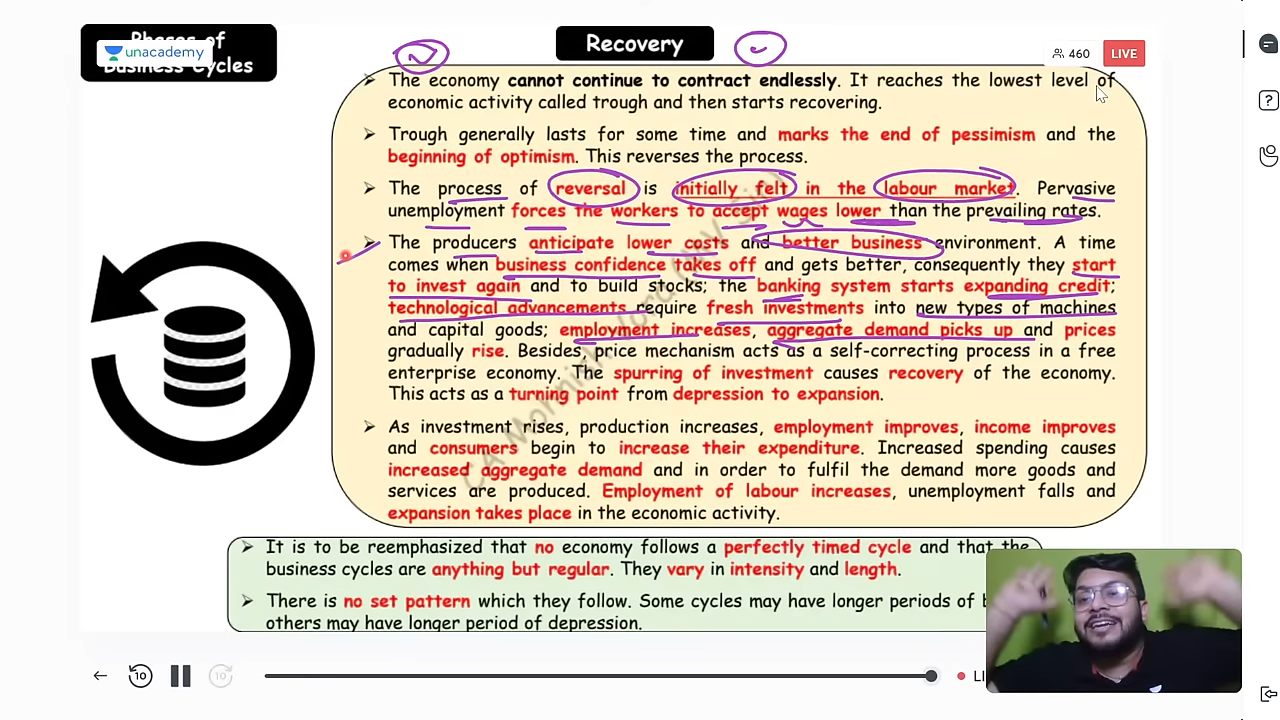 Phases of
Business Cycles
unacademy
Recovery
460
LIVE
➤ The economy cannot continue to contract endlessly. It reaches the lowest level of
economic activity called trough and then starts recovering.
➤ Trough generally lasts for some time and marks the end of pessimism and the
beginning of optimism. This reverses the process.
➤ The process of reversal is initially felt in the labour market. Pervasive
unemployment forces the workers to accept wages lower than the prevailing rates.
➤ The producers anticipate lower costs and better business environment. A time
comes when business confidence takes off and gets better, consequently they start
to invest again and to build stocks; the banking system starts expanding credit;
technological advancements require fresh investments into new types of machines
and capital goods; employment increases, aggregate demand picks up and prices
gradually rise. Besides, price mechanism acts as a self-correcting process in a free
enterprise economy. The spurring of investment causes recovery of the economy.
This acts as a turning point from depression to expansion.
➤ As investment rises, production increases, employment improves, income improves
and consumers begin to increase their expenditure. Increased spending causes
increased aggregate demand and in order to fulfil the demand more goods and
services are produced. Employment of labour increases, unemployment falls and
expansion takes place in the economic activity.
➤ It is to be reemphasized that no economy follows a perfectly timed cycle and that the
business cycles are anything but regular. They vary in intensity and length.
➤ There is no set pattern which they follow. Some cycles may have longer periods of
others may have longer period of depression.
10
10